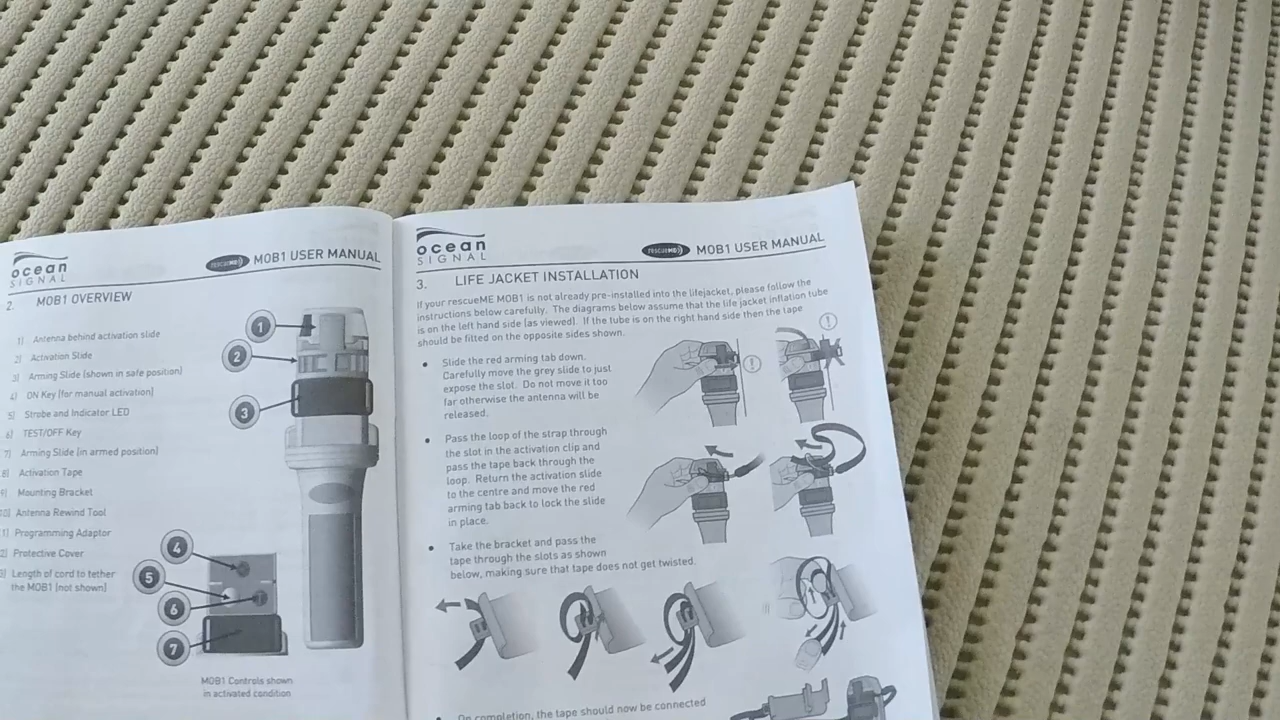 ocean
SIGNAL
rescueME MOB1 USER MANUAL
2. MOB1 OVERVIEW
1) Antenna behind activation slide
2) Activation Slide
3) Arming Slide (shown in safe position)
4) ON Key (for manual activation)
5) Strobe and Indicator LED
6) TEST/OFF Key
7) Arming Slide (in armed position)
8) Activation Tape
9) Mounting Bracket
10) Antenna Rewind Tool
1) Programming Adaptor
2) Protective Cover
3) Length of cord to tether
the MOB1 (not shown)
1
2
3
4
5
6
7
MOB1 Controls shown
in activated condition
ocean
SIGNAL
rescueME MOB1 USER MANUAL
3. LIFE JACKET INSTALLATION
If your rescueME MOB1 is not already pre-installed into the lifejacket, please follow the
instructions below carefully. The diagrams below assume that the life jacket inflation tube
is on the left hand side (as viewed). If the tube is on the right hand side then the tape
should be fitted on the opposite sides shown.
• Slide the red arming tab down.
Carefully move the grey slide to just
expose the slot. Do not move it too
far otherwise the antenna will be
released.
!
!
• Pass the loop of the strap through
the slot in the activation clip and
pass the tape back through the
loop. Return the activation slide
to the centre and move the red
arming tab back to lock the slide
in place.
• Take the bracket and pass the
tape through the slots as shown
below, making sure that tape does not get twisted.
• On completion, the tape should now be connected